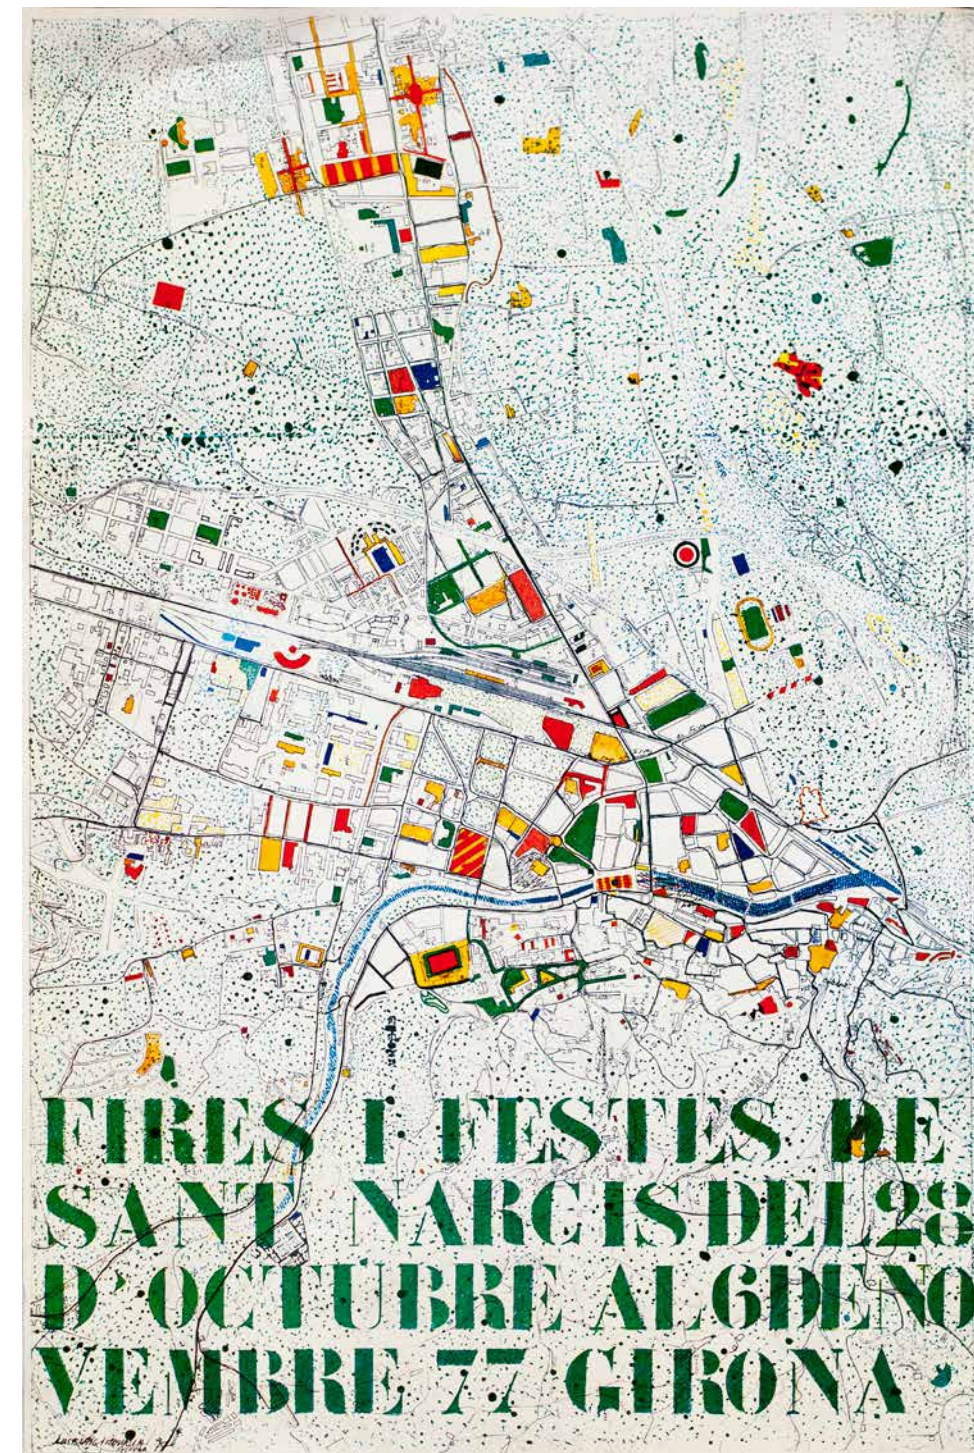 FIRES I FESTES DE
SANT NARCIS DEL 28
D' OCTUBRE AL 6 DE NO
VEMBRE 77 GIRONA